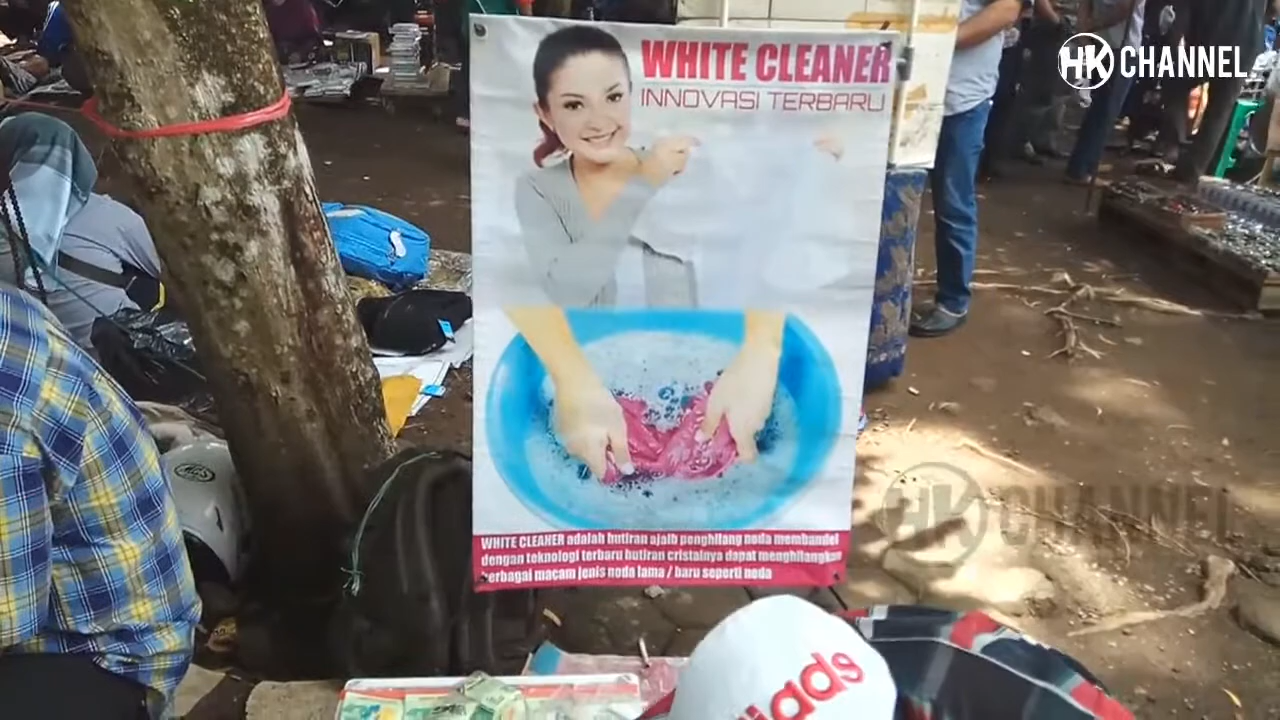 HK CHANNEL
WHITE CLEANER
INNOVASI TERBARU
HK CHANNEL
WHITE CLEANER adalah butiran ajaib penghilang noda membandel
dengan teknologi terbaru butiran cristalnya dapat menghilangkan
berbagai macam jenis noda lama / baru seperti noda